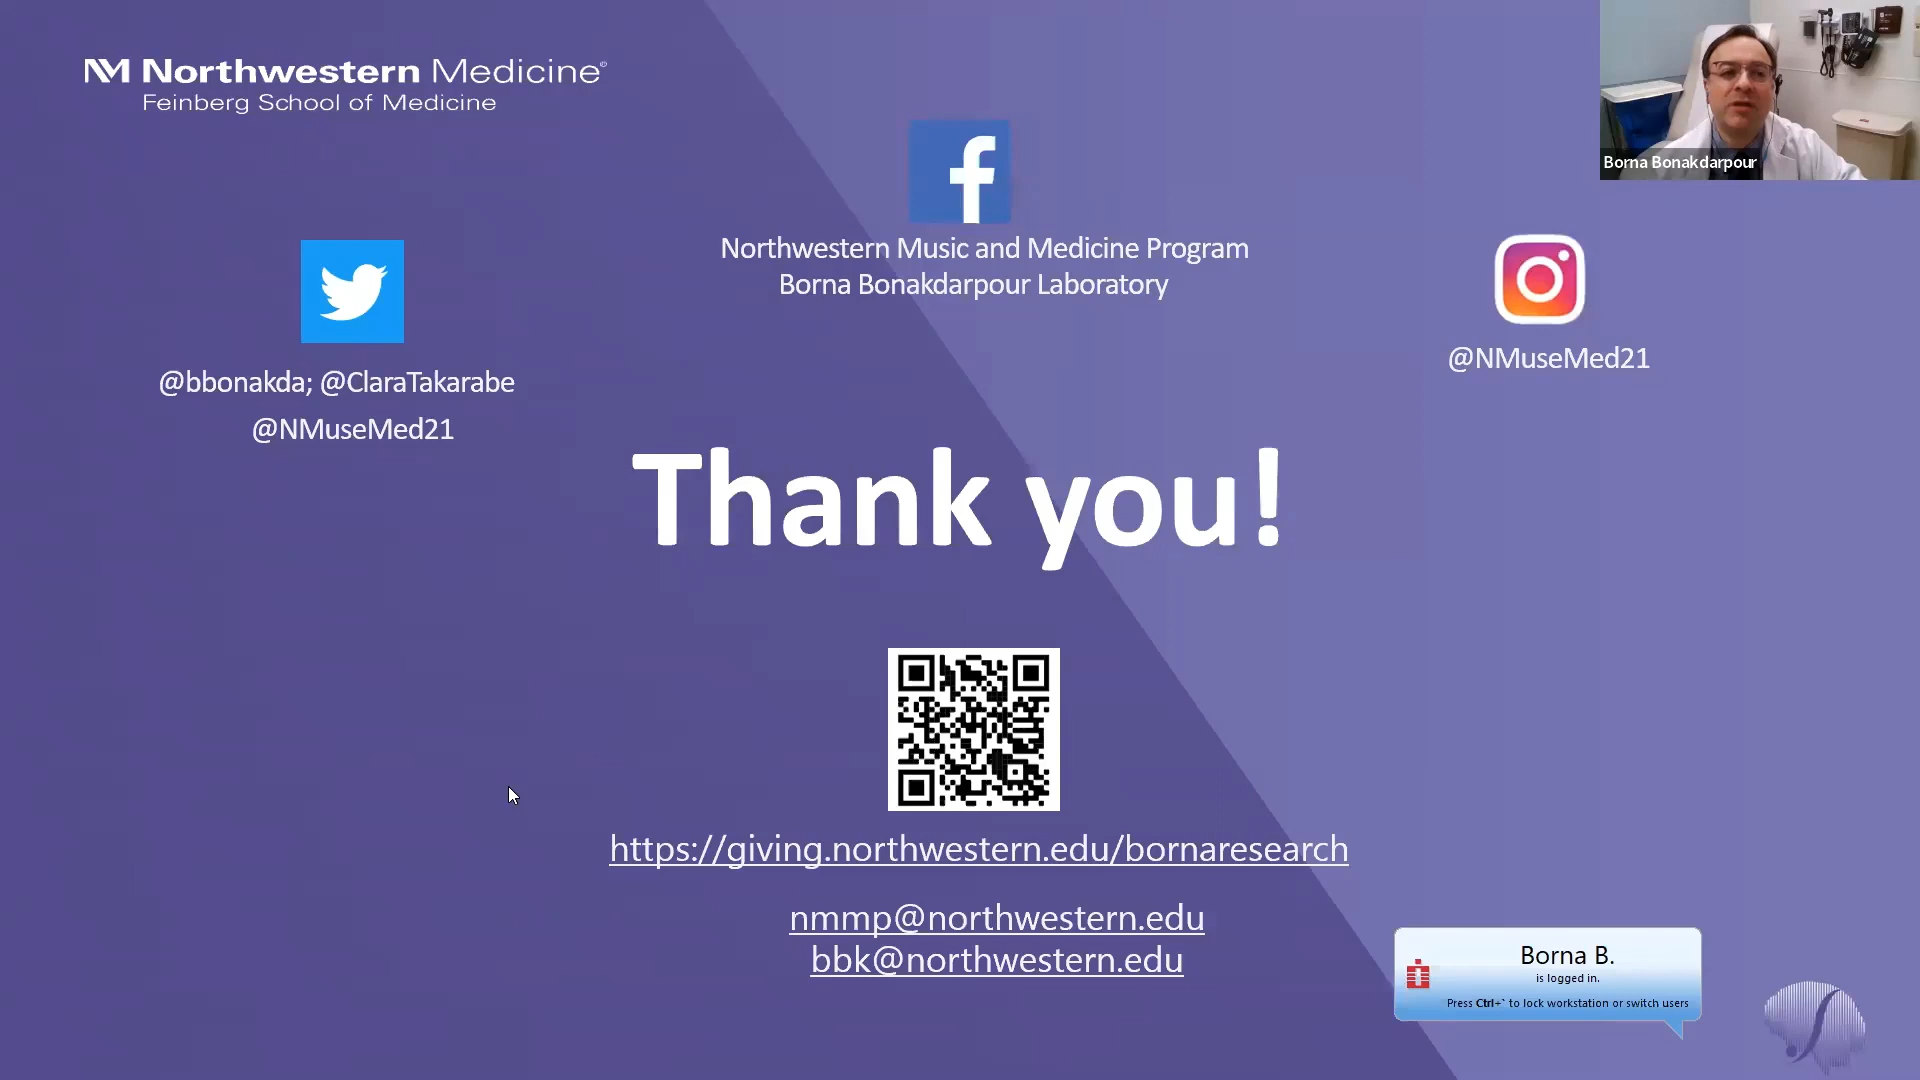 Northwestern Medicine®
Feinberg School of Medicine
Borna Bonakdarpour
Northwestern Music and Medicine Program
Borna Bonakdarpour Laboratory
@bbonakda; @ClaraTakarabe
@NMuseMed21
@NMuseMed21
Thank you!
https://giving.northwestern.edu/bornaresearch
nmmp@northwestern.edu
bbk@northwestern.edu
Borna B.
is logged in.
Press Ctrl+` to lock workstation or switch users